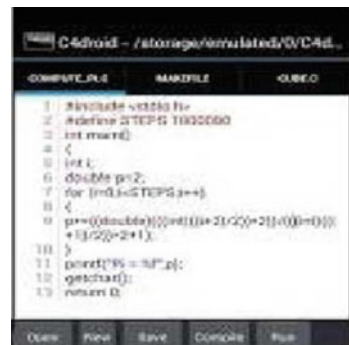 C4droid - /storage/emulated/0/C4d...
COMPUTE_PI.C MAKEFILE CUBE.C
1 #include <stdio.h>
2 #define STEPS 1000000
3 int main()
4 {
5 int i;
6 double p=2;
7 for (i=0;i<STEPS;i++)
8 {
9
10 }
11 printf("Pi = %f",p);
12 getchar();
13 return 0;
Open New Save Compile Run